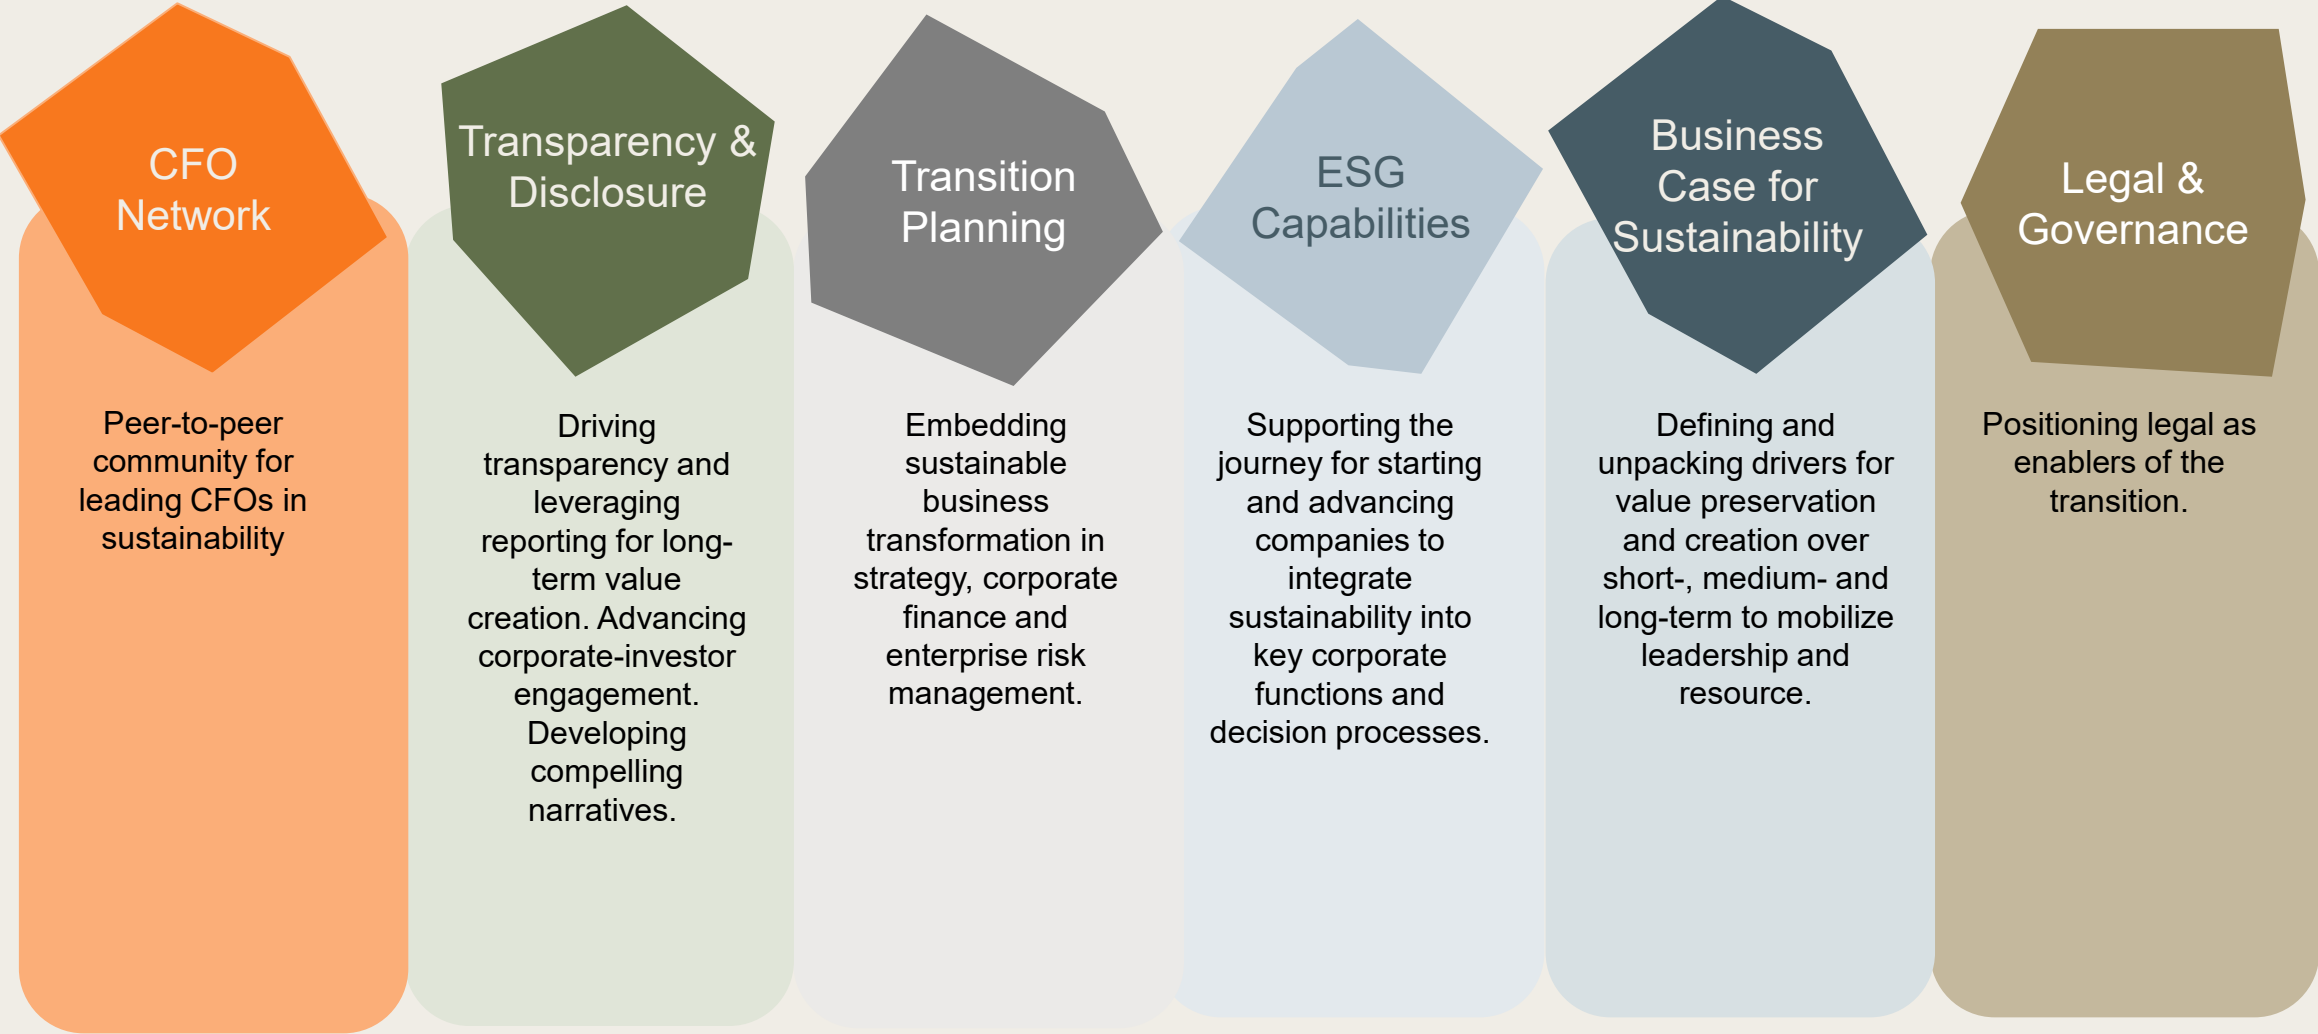 CFO
Network
Peer-to-peer
community for
leading CFOs in
sustainability
Transparency &
Disclosure
Driving
transparency and
leveraging
reporting for long-
term value
creation. Advancing
corporate-investor
engagement.
Developing
compelling
narratives.
Transition
Planning
Embedding
sustainable
business
transformation in
strategy, corporate
finance and
enterprise risk
management.
ESG
Capabilities
Supporting the
journey for starting
and advancing
companies to
integrate
sustainability into
key corporate
functions and
decision processes.
Business
Case for
Sustainability
Defining and
unpacking drivers for
value preservation
and creation over
short-, medium- and
long-term to mobilize
leadership and
resource.
Legal &
Governance
Positioning legal as
enablers of the
transition.